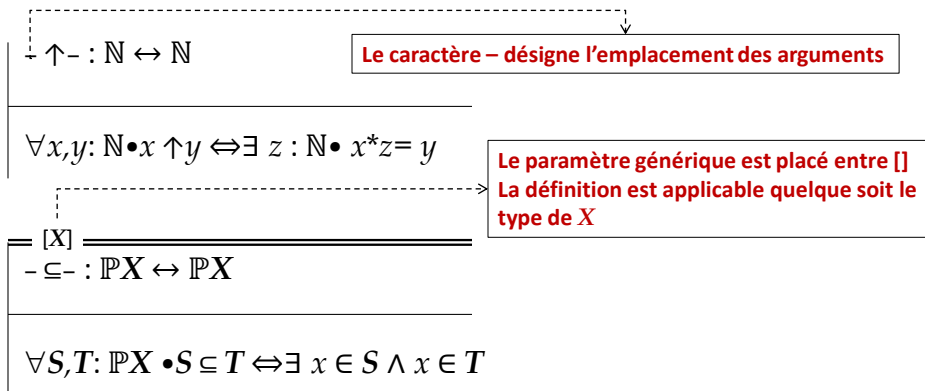 – ↑– : ℕ ↔ ℕ
Le caractère – désigne l’emplacement des arguments
∀x,y: ℕ•x ↑y ⇔∃ z : ℕ• x*z= y
Le paramètre générique est placé entre []
La définition est applicable quelque soit le
type de X
[X]
– ⊆– : ℙX ↔ ℙX
∀S,T: ℙX •S ⊆ T ⇔∃ x ∈ S ∧ x ∈ T